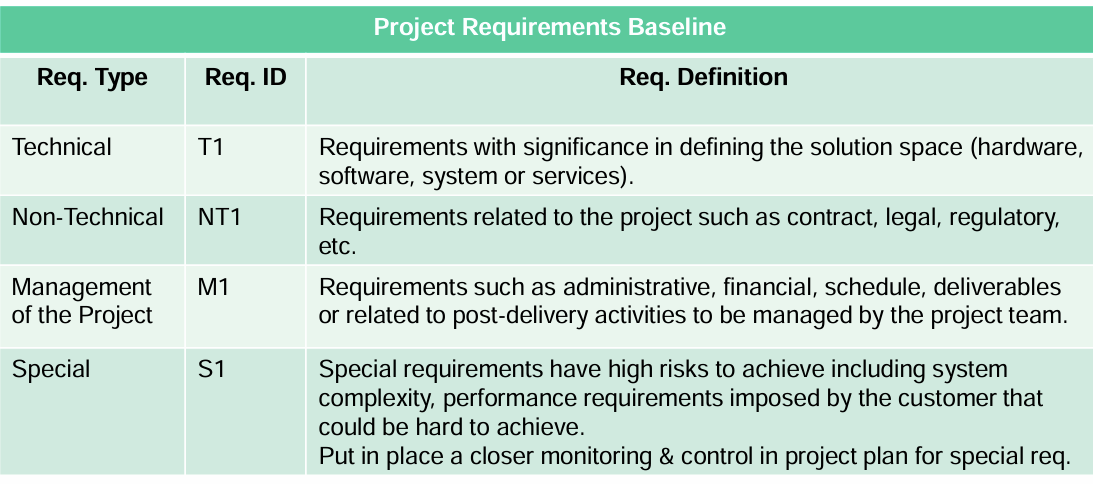 Project Requirements Baseline
Req. Type Req. ID Req. Definition
Technical T1 Requirements with significance in defining the solution space (hardware,
software, system or services).
Non-Technical NT1 Requirements related to the project such as contract, legal, regulatory,
etc.
Management M1 Requirements such as administrative, financial, schedule, deliverables
of the Project or related to post-delivery activities to be managed by the project team.
Special S1 Special requirements have high risks to achieve including system
complexity, performance requirements imposed by the customer that
could be hard to achieve.
Put in place a closer monitoring & control in project plan for special req.